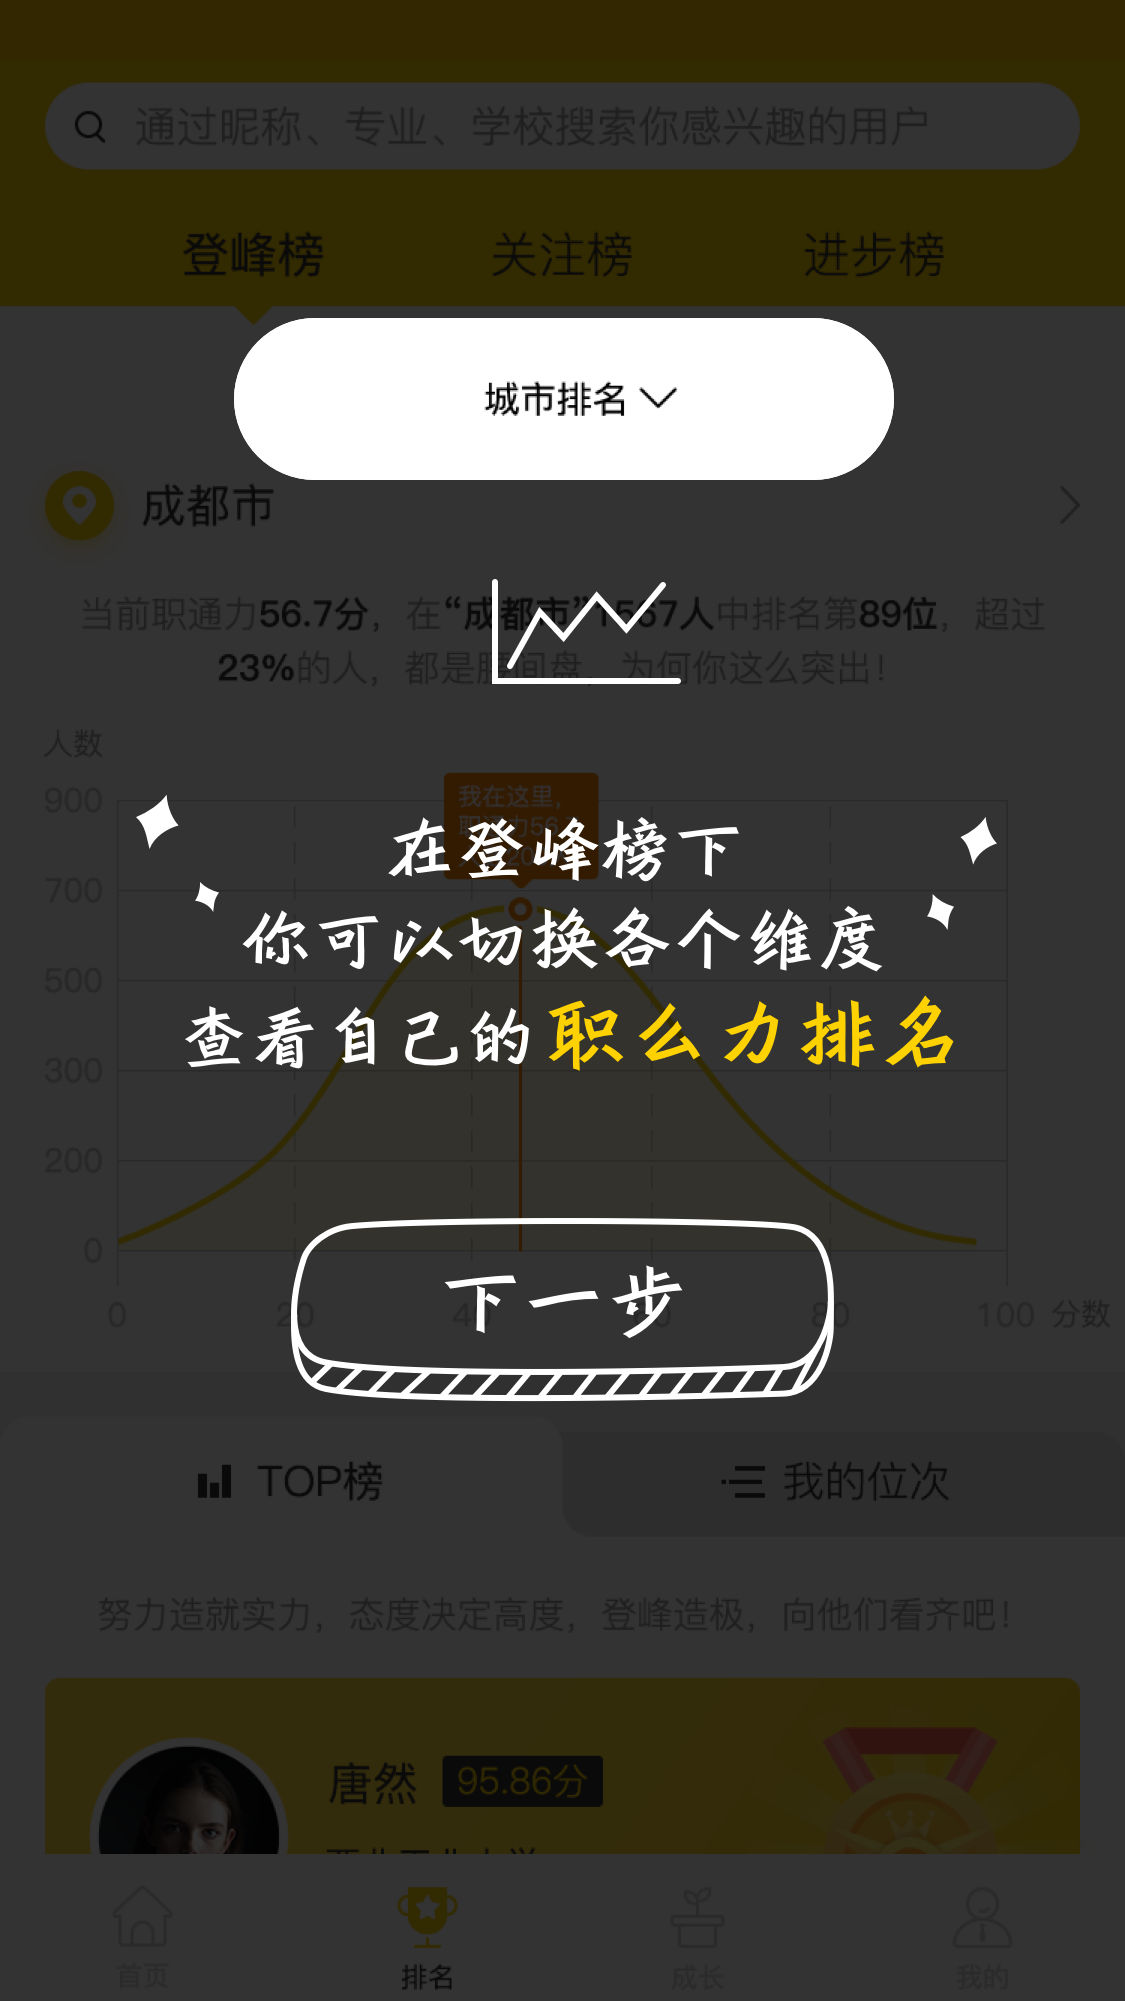 通过昵称、专业、学校搜索你感兴趣的用户
登峰榜 关注榜 进步榜
城市排名
成都市
当前职通力56.7分，在“成都市”1567人中排名第89位，超过
23%的人，都是腰间盘，为何你这么突出！
人数
900
我在这里，
700
500
300
200
0
在登峰榜下
你可以切换各个维度
查看自己的职么力排名
0 20 80 100 分数
下一步
TOP榜 我的位次
努力造就实力，态度决定高度，登峰造极，向他们看齐吧！
唐然 95.86分
首页 排名 成长 我的